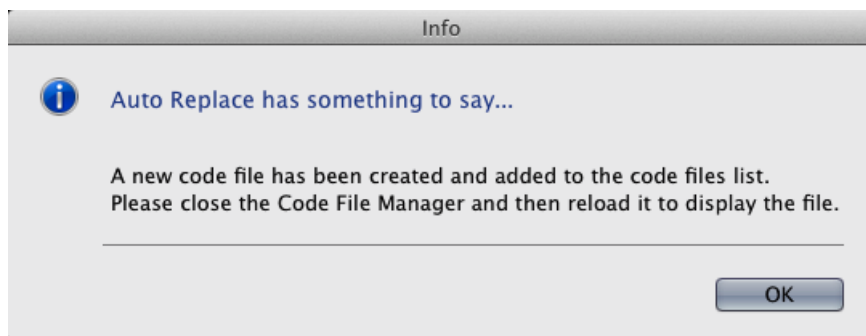 Info
Auto Replace has something to say...
A new code file has been created and added to the code files list.
Please close the Code File Manager and then reload it to display the file.
OK